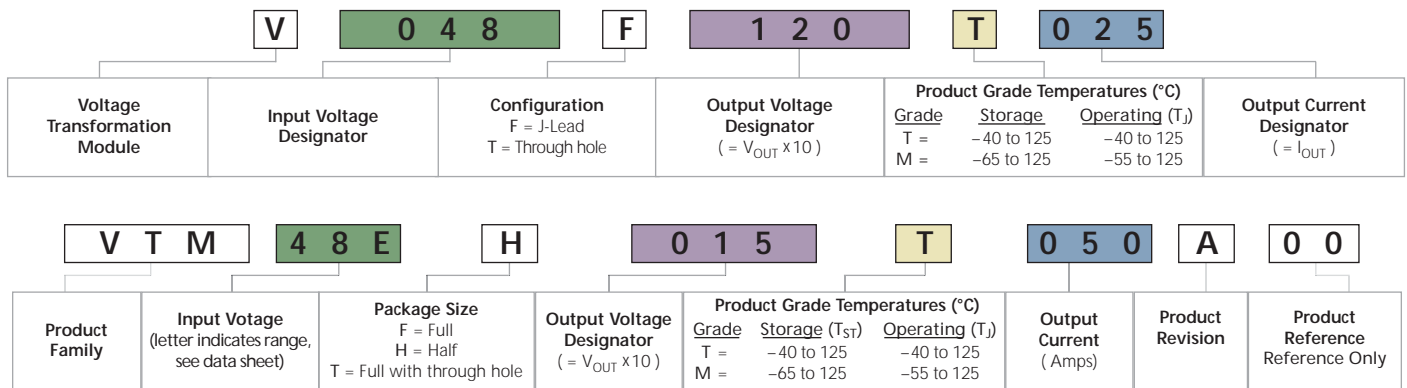 V 0 4 8 F 1 2 0 T 0 2 5
Voltage
Transformation
Module
Input Voltage
Designator
Configuration
F = J-Lead
T = Through hole
Output Voltage
Designator
( = VOUT x 10 )
Product Grade Temperatures (°C)
Grade Storage Operating (TJ)
T = –40 to 125 –40 to 125
M = –65 to 125 –55 to 125
Output Current
Designator
( = IOUT )
V T M 4 8 E H 0 1 5 T 0 5 0 A 0 0
Product
Family
Input Votage
(letter indicates range,
see data sheet)
Package Size
F = Full
H = Half
T = Full with through hole
Output Voltage
Designator
( = VOUT x 10 )
Product Grade Temperatures (°C)
Grade Storage (TST) Operating (TJ)
T = –40 to 125 –40 to 125
M = –65 to 125 –55 to 125
Output
Current
( Amps)
Product
Revision
Product
Reference
Reference Only